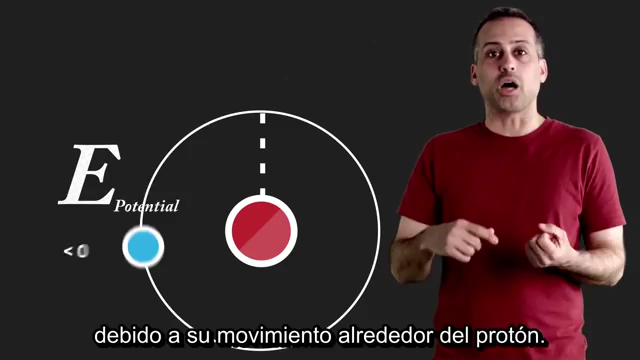 E Potential
< 0
debido a su movimiento alrededor del protón.